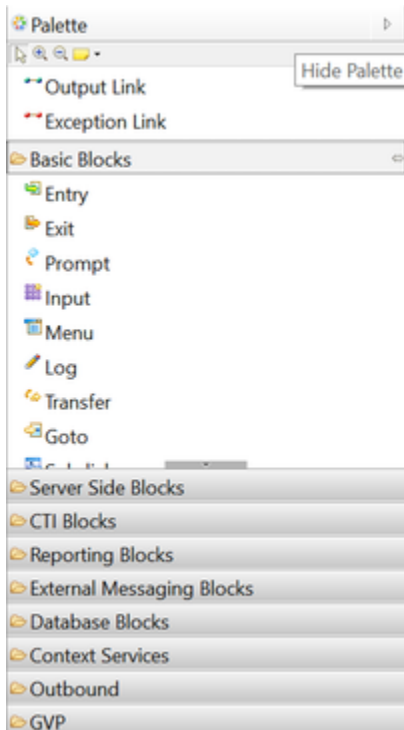 Palette
Hide Palette
Output Link
Exception Link
Basic Blocks
Entry
Exit
Prompt
Input
Menu
Log
Transfer
Goto
Server Side Blocks
CTI Blocks
Reporting Blocks
External Messaging Blocks
Database Blocks
Context Services
Outbound
GVP